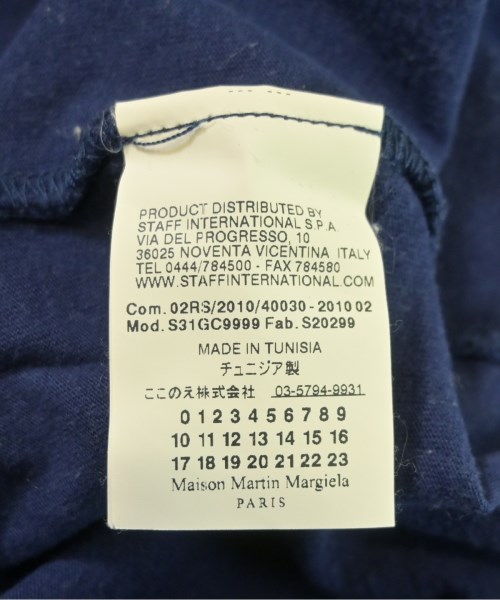 PRODUCT DISTRIBUTED BY
STAFF INTERNATIONAL S.P.A.
VIA DEL PROGRESSO, 10
36025 NOVENTA VICENTINA ITALY
TEL 0444/784500 - FAX 784580
WWW.STAFFINTERNATIONAL.COM
Com. 02RS/2010/40030 - 2010 02
Mod. S31GC9999 Fab. S20299
MADE IN TUNISIA
チュニジア製
ここのえ株式会社 03-5794-9931
0 1 2 3 4 5 6 7 8 9
10 11 12 13 14 15 16
17 18 19 20 21 22 23
Maison Martin Margiela
PARIS